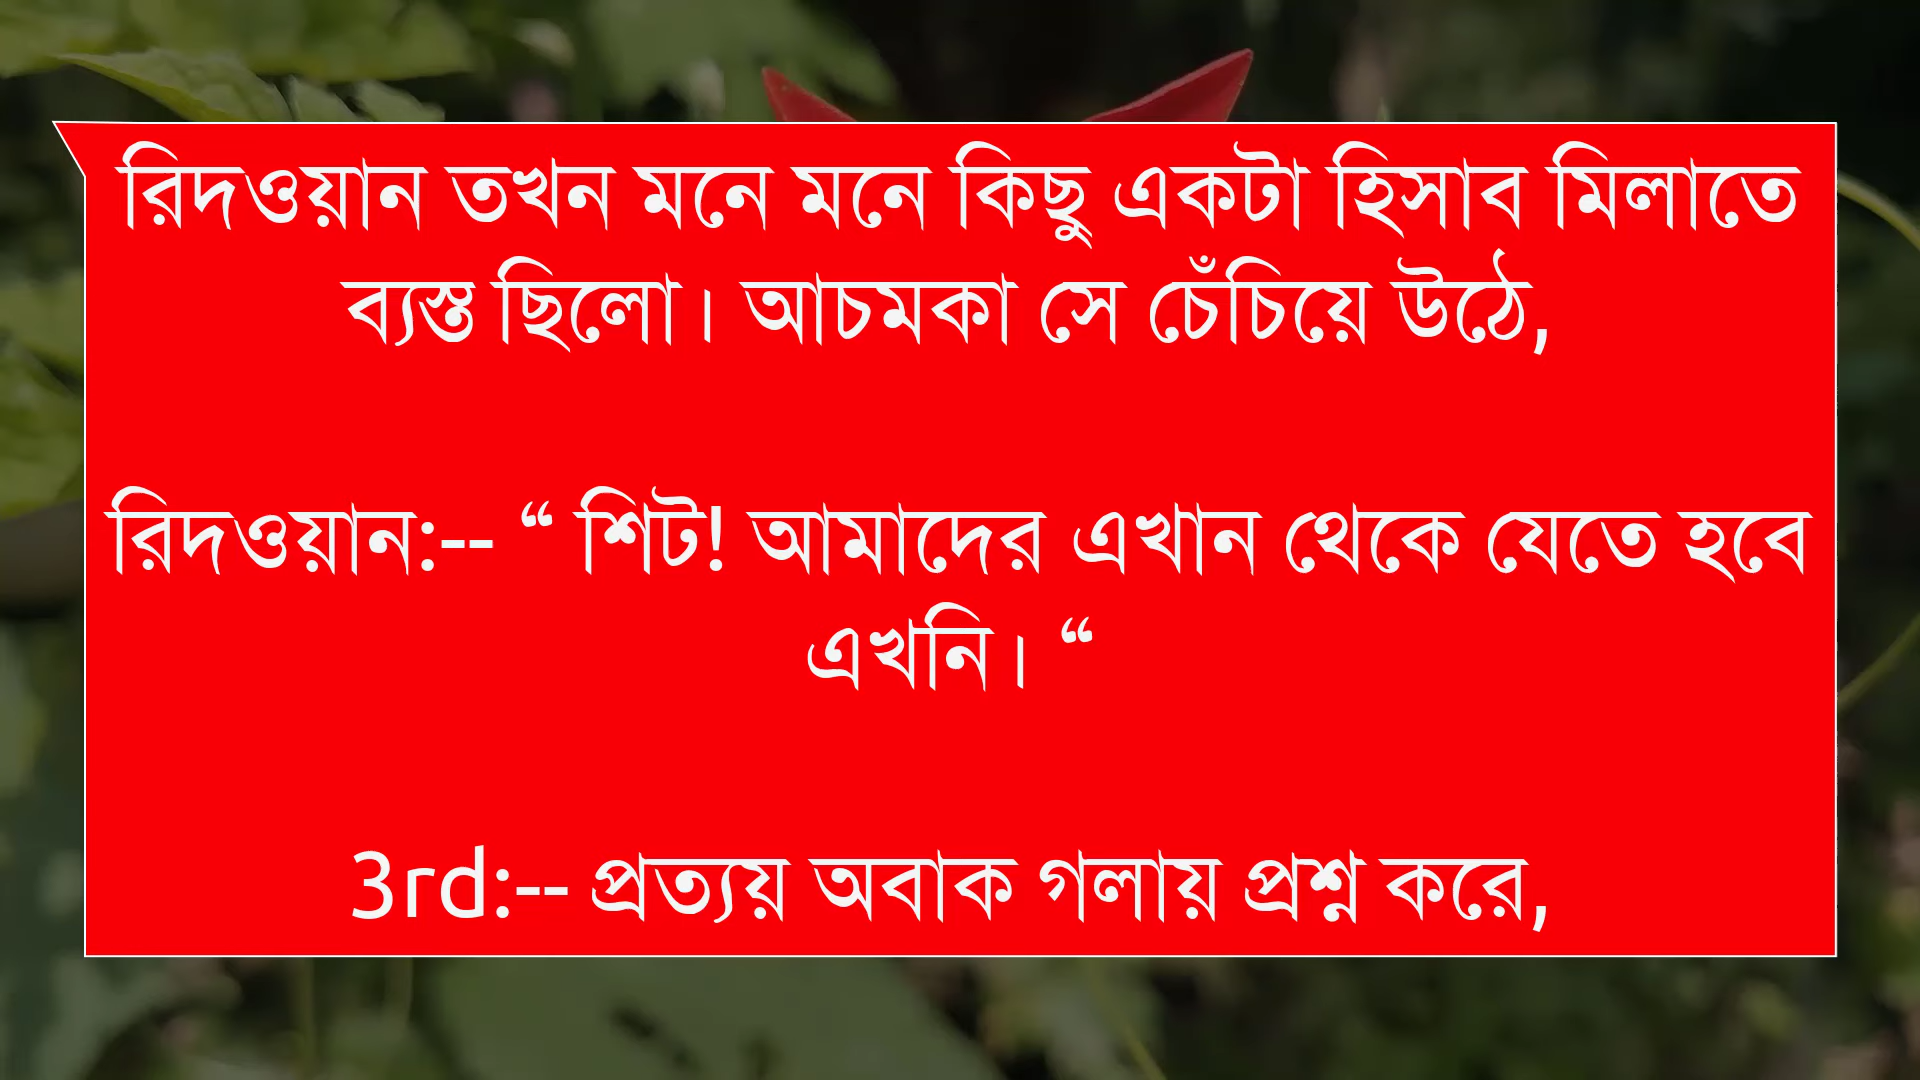 রিদওয়ান তখন মনে মনে কিছু একটা হিসাব মিলাতে
ব্যস্ত ছিলো। আচমকা সে চেঁচিয়ে উঠে,
রিদওয়ান:-- “ শিট! আমাদের এখান থেকে যেতে হবে
এখনি। “
3rd:-- প্রত্যয় অবাক গলায় প্রশ্ন করে,